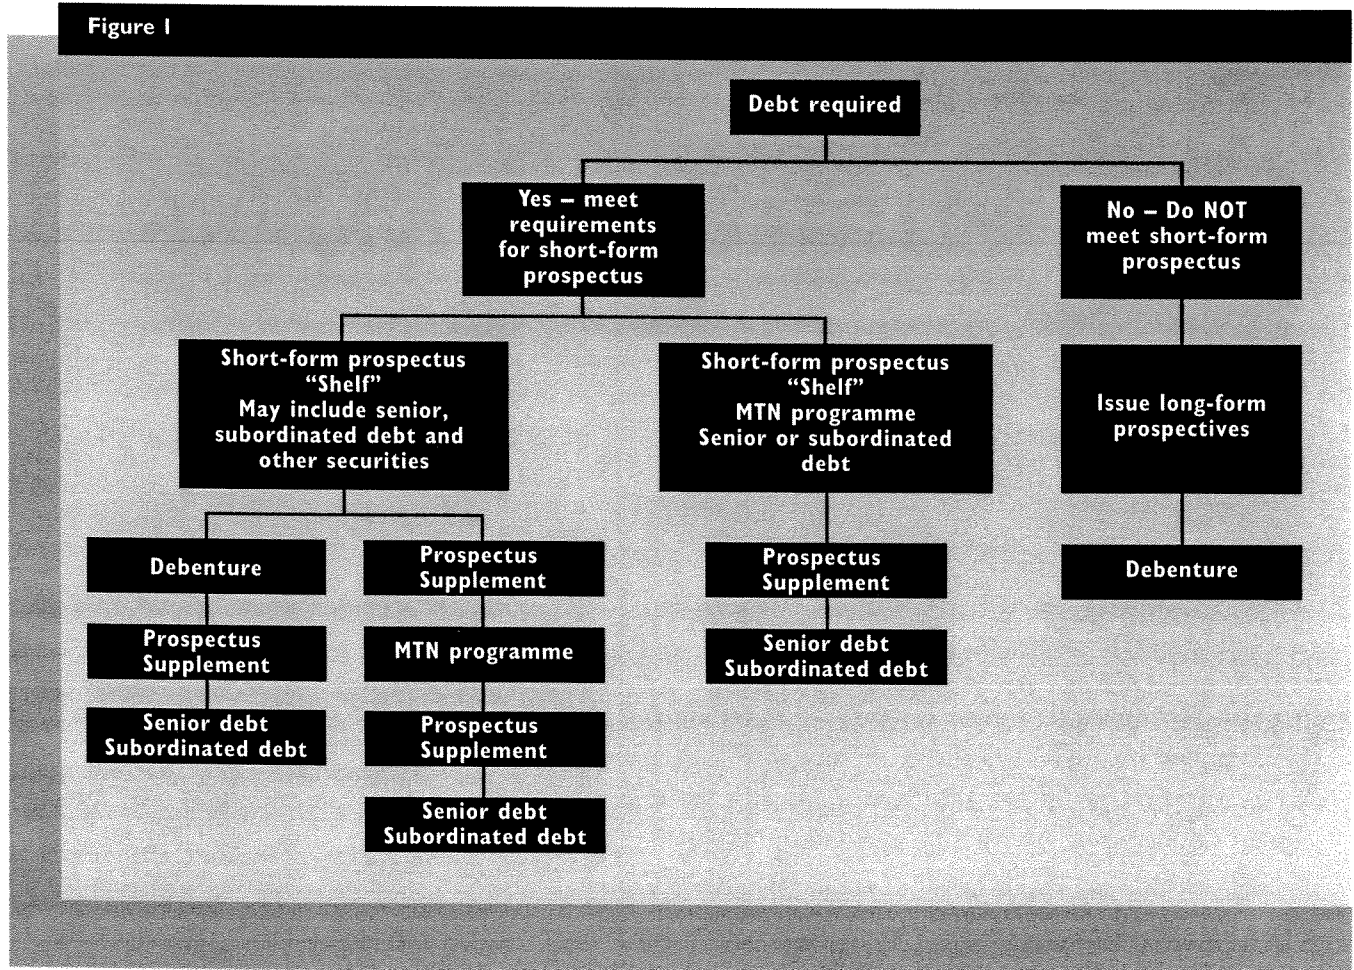 Figure 1
Debt required
Yes – meet
requirements
for short-form
prospectus
No – Do NOT
meet short-form
prospectus
Short-form prospectus
“Shelf”
May include senior,
subordinated debt and
other securities
Short-form prospectus
“Shelf”
MTN programme
Senior or subordinated
debt
Issue long-form
prospectives
Debenture
Prospectus
Supplement
Prospectus
Supplement
Debenture
Prospectus
Supplement
MTN programme
Senior debt
Subordinated debt
Senior debt
Subordinated debt
Prospectus
Supplement
Senior debt
Subordinated debt